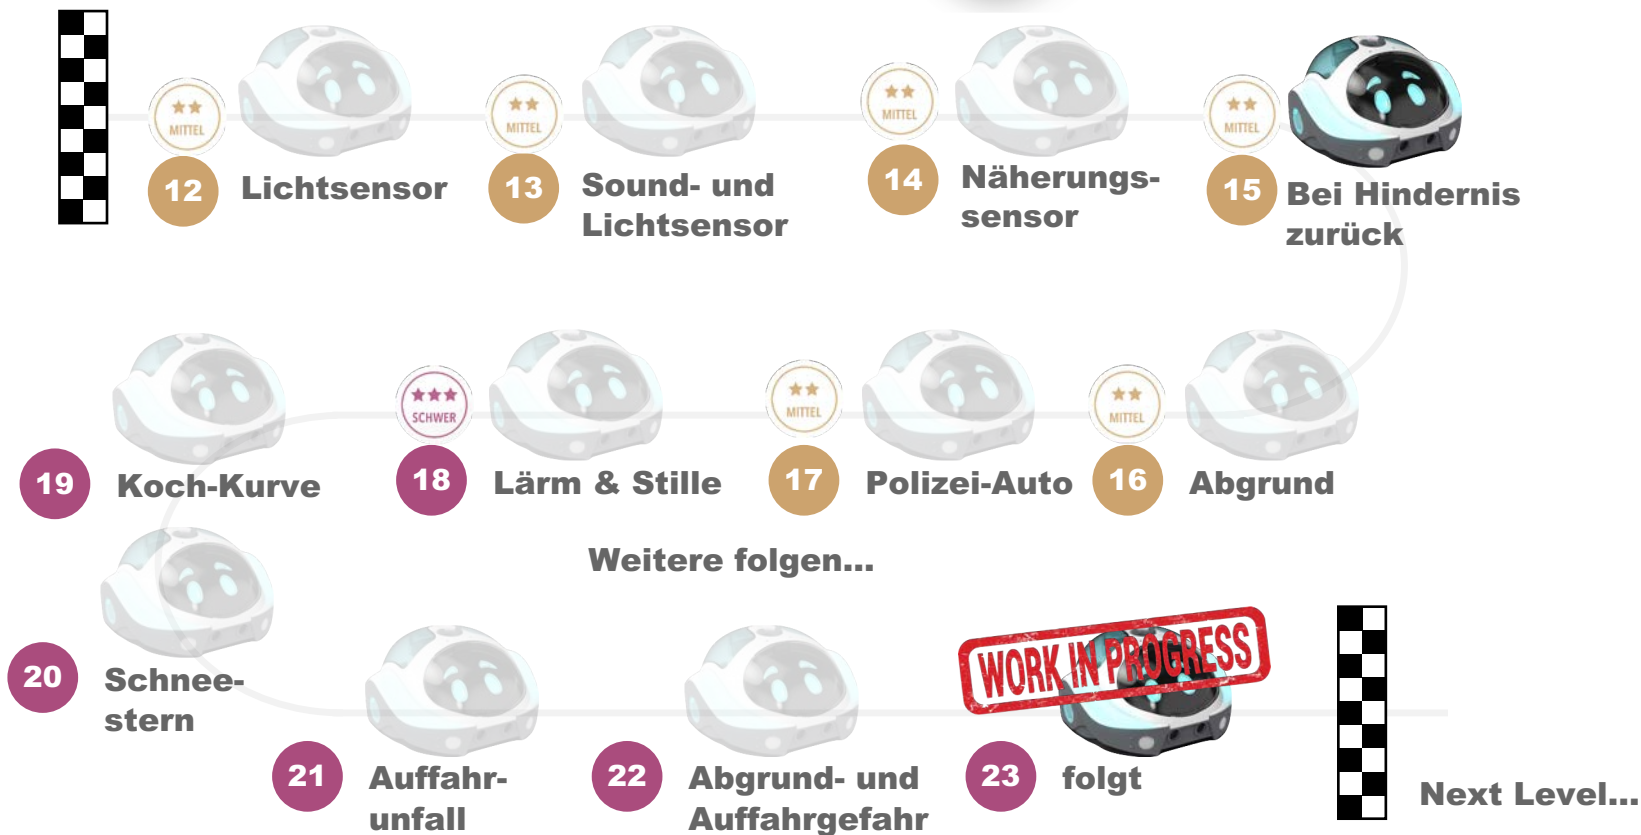 MITTEL
12
Lichtsensor
MITTEL
13
Sound- und
Lichtsensor
MITTEL
14
Näherungs-
sensor
MITTEL
15
Bei Hindernis
zurück
19
Koch-Kurve
SCHWER
18
Lärm & Stille
MITTEL
17
Polizei-Auto
MITTEL
16
Abgrund
Weitere folgen...
20
Schnee-
stern
21
Auffahr-
unfall
22
Abgrund- und
Auffahrgefahr
WORK IN PROGRESS
23
folgt
Next Level...